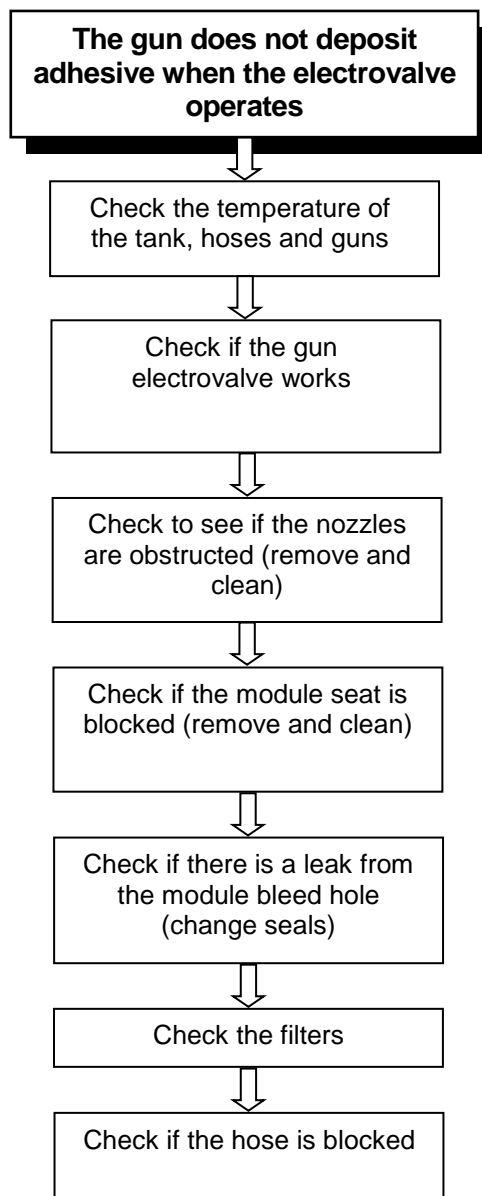 The gun does not deposit
adhesive when the electrovalve
operates
Check the temperature of
the tank, hoses and guns
Check if the gun
electrovalve works
Check to see if the nozzles
are obstructed (remove and
clean)
Check if the module seat is
blocked (remove and clean)
Check if there is a leak from
the module bleed hole
(change seals)
Check the filters
Check if the hose is blocked